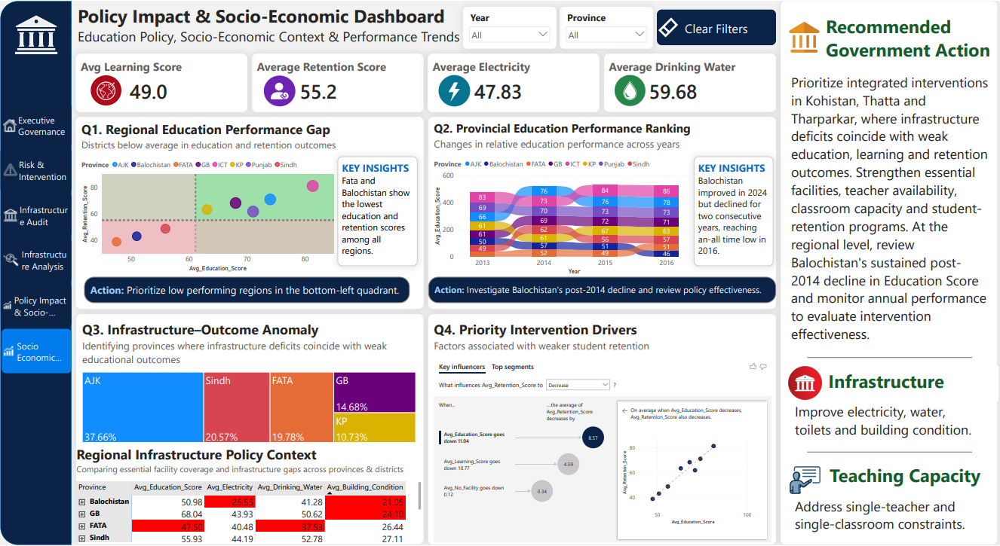 Policy Impact & Socio-Economic Dashboard
Education Policy, Socio-Economic Context & Performance Trends
Year
All
Province
All
Clear Filters
Executive
Governance
Risk &
Intervention
Infrastructur
e Audit
Infrastructu
re Analysis
Policy Impact
& Socio-...
Socio
Economic...
Avg Learning Score
49.0
Average Retention Score
55.2
Average Electricity
47.83
Average Drinking Water
59.68
Q1. Regional Education Performance Gap
Districts below average in education and retention outcomes
Province AJK Balochistan FATA GB ICT KP Punjab Sindh
Avg_Retention_Score
80
60
40
50 60 70 80
Avg_Education_Score
KEY INSIGHTS
Fata and
Balochistan show
the lowest
education and
retention scores
among all
regions.
Action: Prioritize low performing regions in the bottom-left quadrant.
Q2. Provincial Education Performance Ranking
Changes in relative education performance across years
Province AJK Balochistan FATA GB ICT KP Punjab Sindh
Avg_Education_Score
600
400
200
0
83 69 66 61 61 50 49
76 73 70 69 62 61 57 52
84 76 73 72 67 56 51 49
86 78 73 71 63 57 51 46
2013 2014 2015 2016
Year
KEY INSIGHTS
Balochistan
improved in 2024
but declined for
two consecutive
years, reaching
an-all time low in
2016.
Action: Investigate Balochistan's post-2014 decline and review policy effectiveness.
Q3. Infrastructure–Outcome Anomaly
Identifying provinces where infrastructure deficits coincide with weak
educational outcomes
AJK
37.66%
Sindh
20.57%
FATA
19.78%
GB
14.68%
KP
10.73%
Regional Infrastructure Policy Context
Comparing essential facility coverage and infrastructure gaps across provinces & districts
Province Avg_Education_Score Avg_Electricity Avg_Drinking_Water Avg_Building_Condition
Balochistan 50.98 26.55 41.28 21.05
GB 68.04 43.93 50.62 24.10
FATA 47.50 40.48 37.53 26.44
Sindh 55.93 44.19 52.78 27.11
Q4. Priority Intervention Drivers
Factors associated with weaker student retention
Key influencers Top segments
What influences Avg_Retention_Score to Decrease ?
When...
...the average of
Avg_Retention_Score
decreases by
Avg_Education_Score goes
down 11.04
8.57
Avg_Learning_Score goes
down 10.77
4.59
Avg_No_Facility goes down
0.12
0.34
On average when Avg_Education_Score decreases,
Avg_Retention_Score also decreases.
Avg_Retention_Score
80
60
40
50 100
Avg_Education_Score
Recommended
Government Action
Prioritize integrated interventions
in Kohistan, Thatta and
Tharparkar, where infrastructure
deficits coincide with weak
education, learning and retention
outcomes. Strengthen essential
facilities, teacher availability,
classroom capacity and student-
retention programs. At the
regional level, review
Balochistan's sustained post-
2014 decline in Education Score
and monitor annual performance
to evaluate intervention
effectiveness.
Infrastructure
Improve electricity, water,
toilets and building condition.
Teaching Capacity
Address single-teacher and
single-classroom constraints.